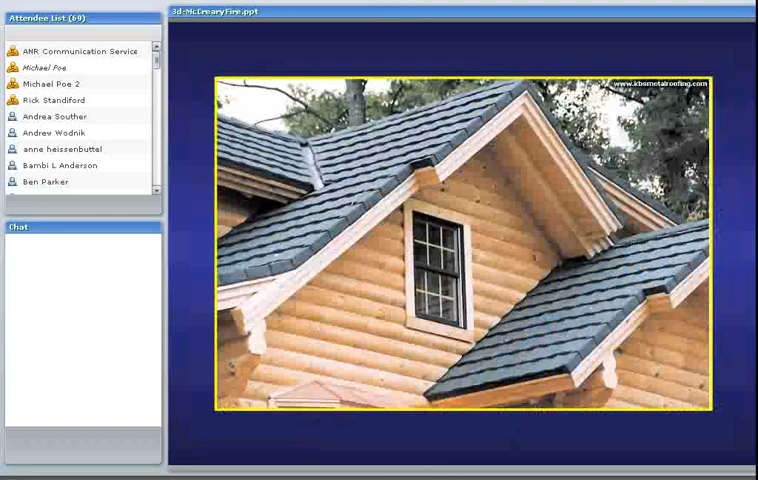 Attendee List (69)
ANR Communication Service
Michael Poe
Michael Poe 2
Rick Standiford
Andrea Souther
Andrew Wodnik
anne heissenbuttel
Bambi L Anderson
Ben Parker
Chat
3d-McCrearyFire.ppt
www.kbsmetalroofing.com